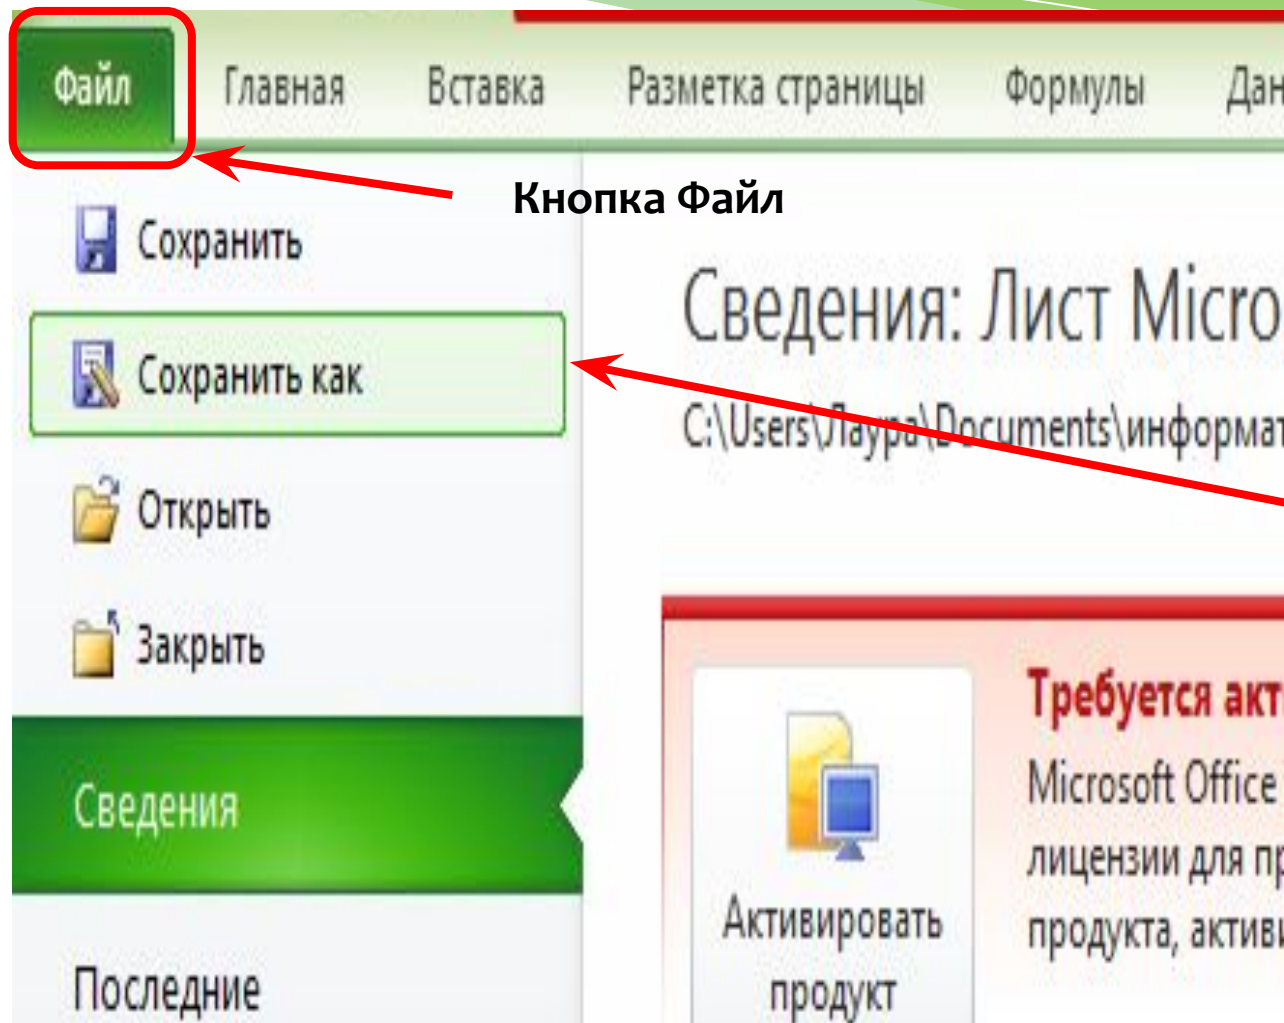 Файл Главная Вставка Разметка страницы Формулы Дан
Кнопка Файл
Сохранить
Сохранить как
Открыть
Закрыть
Сведения
Последние
Сведения: Лист Micro
C:\Users\Лаура\Documents\информат
Требуется акт
Microsoft Office
лицензии для пр
продукта, активи
Активировать
продукт